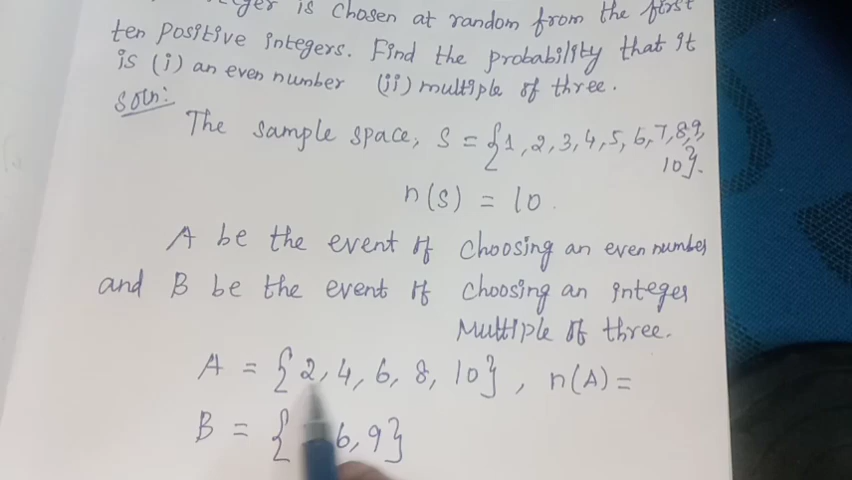 is chosen at random from the first
ten positive integers. Find the probability that it
is (i) an even number (ii) multiple of three.
Soln:
The sample space, S = {1, 2, 3, 4, 5, 6, 7, 8, 9,
10}.
n(S) = 10.
A be the event of choosing an even number
and B be the event of choosing an integer
Multiple of three.
A = {2, 4, 6, 8, 10}, n(A) =
B = { 6, 9}